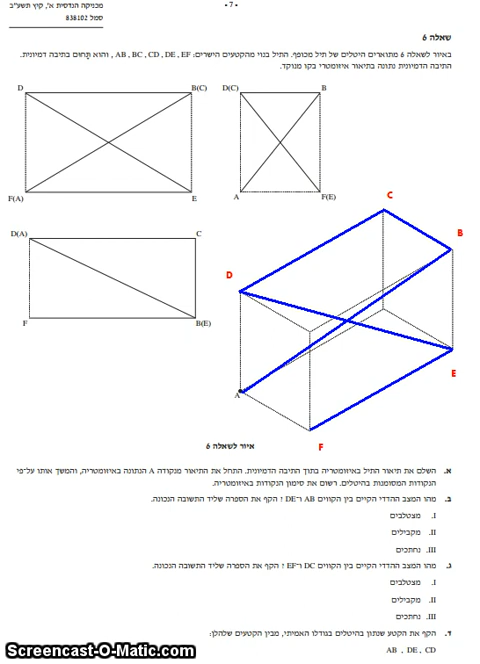 מכניקה הנדסית א', קיץ תשע"ב
סמל 838102
- 7 -
שאלה 6
באיור לשאלה 6 מתוארים היטלים של תיל מכופף. התיל בנוי מהקטעים הישרים: AB , BC , CD , DE , EF , והוא תָּחום בתיבה דמיונית.
התיבה הדמיונית נתונה בתיאור איזומטרי בקו מנוקד.
D
B(C)
D(C)
B
F(A)
E
A
F(E)
D(A)
C
F
B(E)
C
B
D
E
A
F
איור לשאלה 6
א. השלם את תיאור התיל באיזומטריה בתוך התיבה הדמיונית. התחל את התיאור מנקודה A הנתונה באיזומטריה, והמשך אותו על־פי
הנקודות המסומנות בהיטלים. רשום את סימון הנקודות באיזומטריה.
ב. מהו המצב ההדדי הקיים בין הקווים AB ו־DE ? הקף את הספרה שליד התשובה הנכונה.
I. מצטלבים
II. מקבילים
III. נחתכים
ג. מהו המצב ההדדי הקיים בין הקווים DC ו־EF ? הקף את הספרה שליד התשובה הנכונה.
I. מצטלבים
II. מקבילים
III. נחתכים
ד. הקף את הקטע שנתון בהיטלים בגודלו האמיתי, מבין הקטעים שלהלן:
AB , DE , CD
Screencast-O-Matic.com